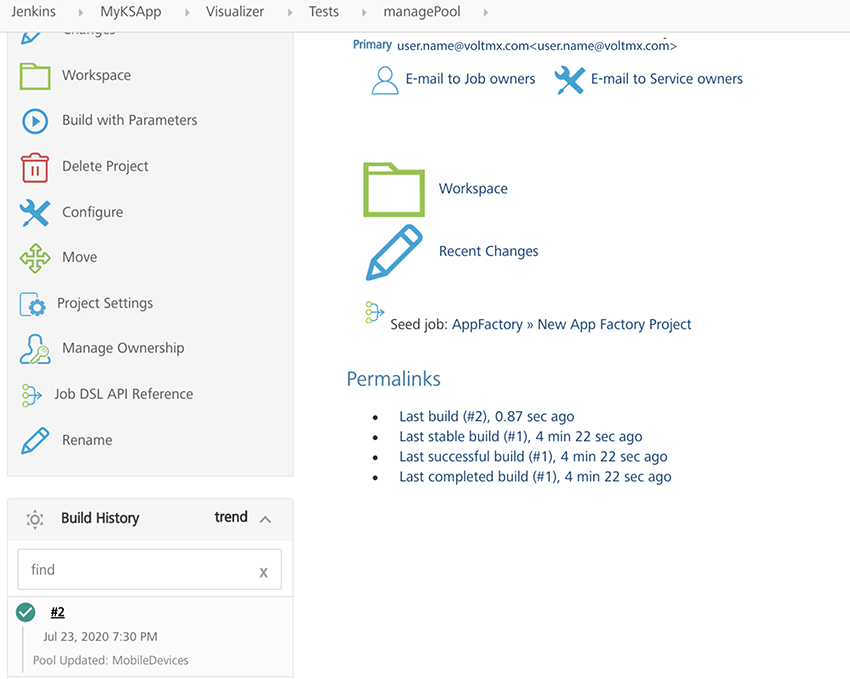 Jenkins MyKSApp Visualizer Tests managePool
Changes
Workspace
Build with Parameters
Delete Project
Configure
Move
Project Settings
Manage Ownership
Job DSL API Reference
Rename
Build History trend
find x
#2
Jul 23, 2020 7:30 PM
Pool Updated: MobileDevices
Primary user.name@voltmx.com<user.name@voltmx.com>
E-mail to Job owners E-mail to Service owners
Workspace
Recent Changes
Seed job: AppFactory » New App Factory Project
Permalinks
Last build (#2), 0.87 sec ago
Last stable build (#1), 4 min 22 sec ago
Last successful build (#1), 4 min 22 sec ago
Last completed build (#1), 4 min 22 sec ago